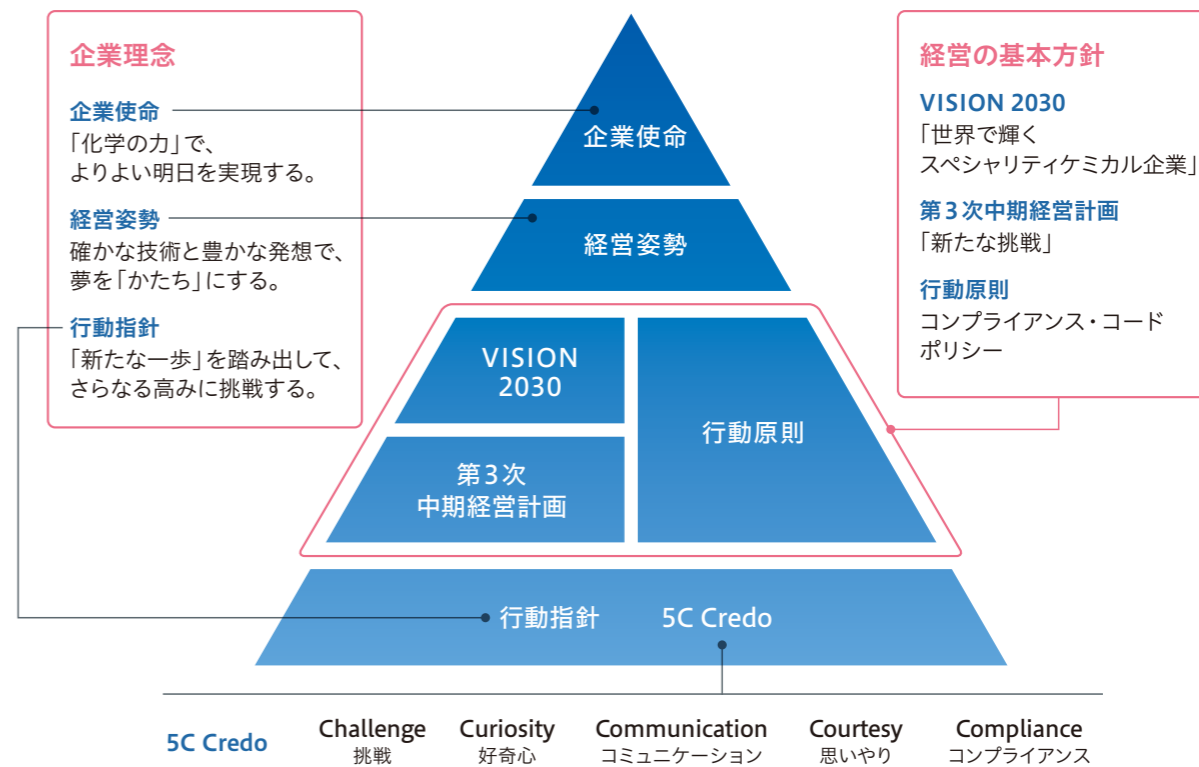 企業理念
企業使命
「化学の力」で、
よりよい明日を実現する。
経営姿勢
確かな技術と豊かな発想で、
夢を「かたち」にする。
行動指針
「新たな一歩」を踏み出して、
さらなる高みに挑戦する。
企業使命
経営姿勢
VISION
2030
第3次
中期経営計画
行動原則
行動指針 5C Credo
経営の基本方針
VISION 2030
「世界で輝く
スペシャリティケミカル企業」
第3次中期経営計画
「新たな挑戦」
行動原則
コンプライアンス・コード
ポリシー
5C Credo
Challenge
挑戦
Curiosity
好奇心
Communication
コミュニケーション
Courtesy
思いやり
Compliance
コンプライアンス